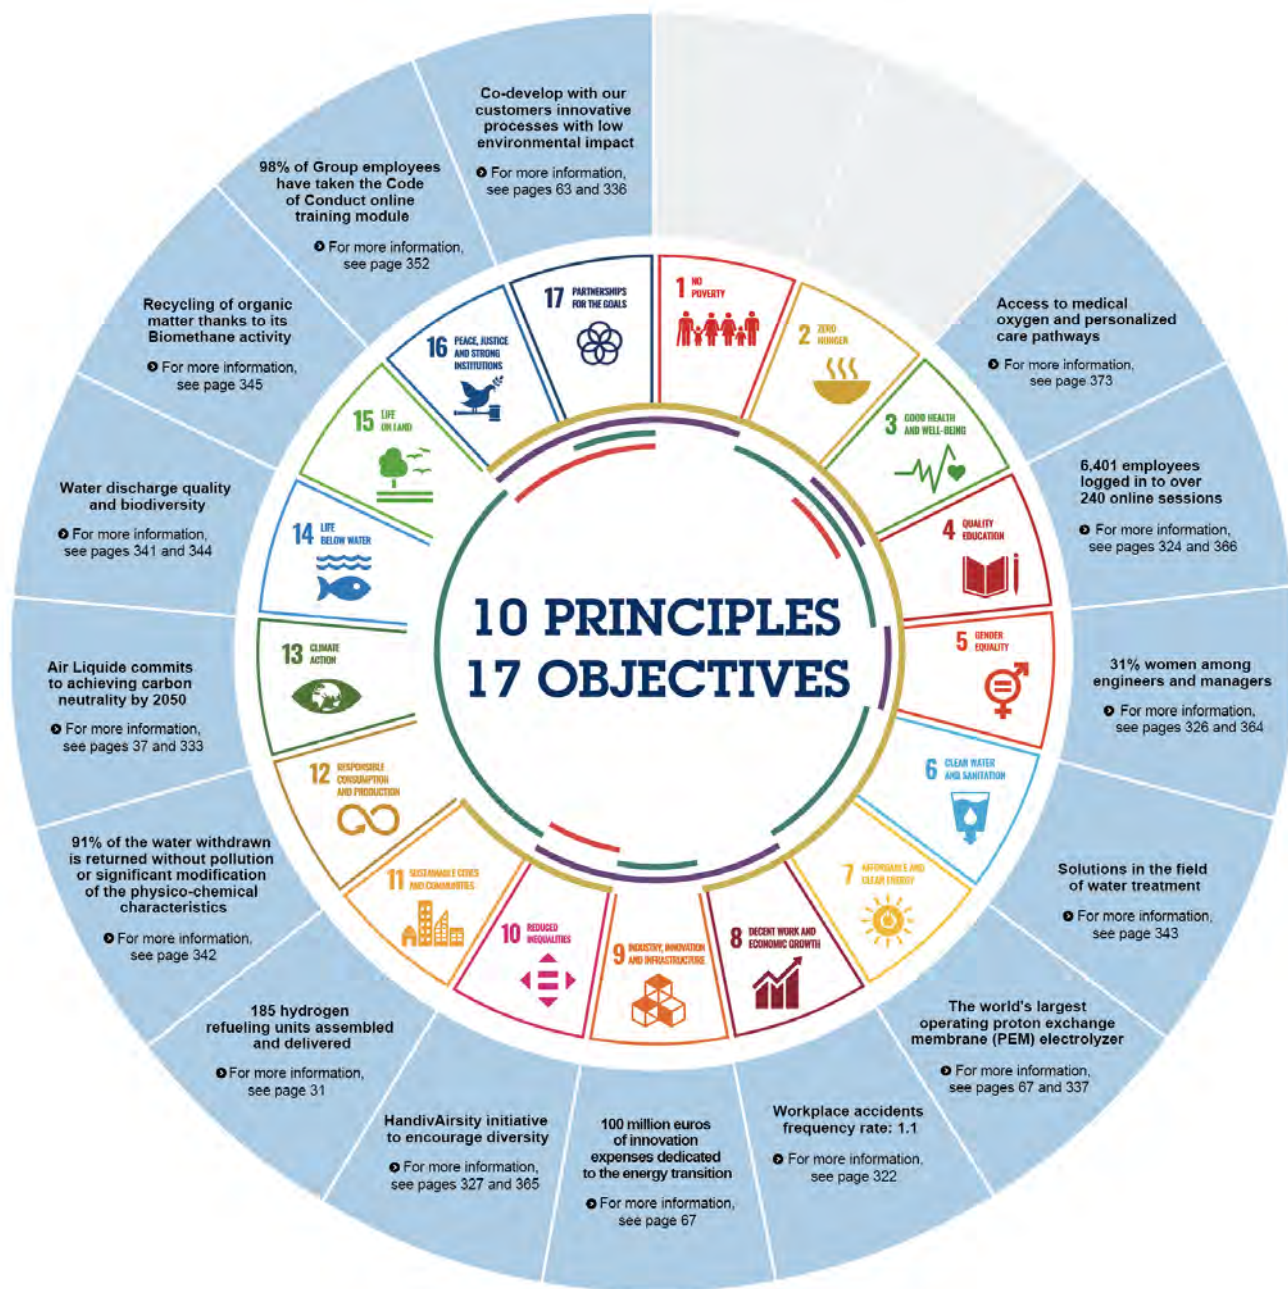 10 PRINCIPLES
17 OBJECTIVES
1 NO
POVERTY
2 ZERO
HUNGER
3 GOOD HEALTH
AND WELL-BEING
Access to medical
oxygen and personalized
care pathways
For more information,
see page 373
4 QUALITY
EDUCATION
6,401 employees
logged in to over
240 online sessions
For more information,
see pages 324 and 366
5 GENDER
EQUALITY
31% women among
engineers and managers
For more information,
see pages 326 and 364
6 CLEAN WATER
AND SANITATION
Solutions in the field
of water treatment
For more information,
see page 343
7 AFFORDABLE AND
CLEAN ENERGY
The world's largest
operating proton exchange
membrane (PEM) electrolyzer
For more information,
see pages 67 and 337
8 DECENT WORK AND
ECONOMIC GROWTH
Workplace accidents
frequency rate: 1.1
For more information,
see page 322
9 INDUSTRY, INNOVATION
AND INFRASTRUCTURE
100 million euros
of innovation
expenses dedicated
to the energy transition
For more information,
see page 67
10 REDUCED
INEQUALITIES
HandivAirsity initiative
to encourage diversity
For more information,
see pages 327 and 365
11 SUSTAINABLE CITIES
AND COMMUNITIES
185 hydrogen
refueling units assembled
and delivered
For more information,
see page 31
12 RESPONSIBLE
CONSUMPTION
AND PRODUCTION
91% of the water withdrawn
is returned without pollution
or significant modification
of the physico-chemical
characteristics
For more information,
see page 342
13 CLIMATE
ACTION
Air Liquide commits
to achieving carbon
neutrality by 2050
For more information,
see pages 37 and 333
14 LIFE
BELOW WATER
Water discharge quality
and biodiversity
For more information,
see pages 341 and 344
15 LIFE
ON LAND
Recycling of organic
matter thanks to its
Biomethane activity
For more information,
see page 345
16 PEACE, JUSTICE
AND STRONG
INSTITUTIONS
98% of Group employees
have taken the Code
of Conduct online
training module
For more information,
see page 352
17 PARTNERSHIPS
FOR THE GOALS
Co-develop with our
customers innovative
processes with low
environmental impact
For more information,
see pages 63 and 336